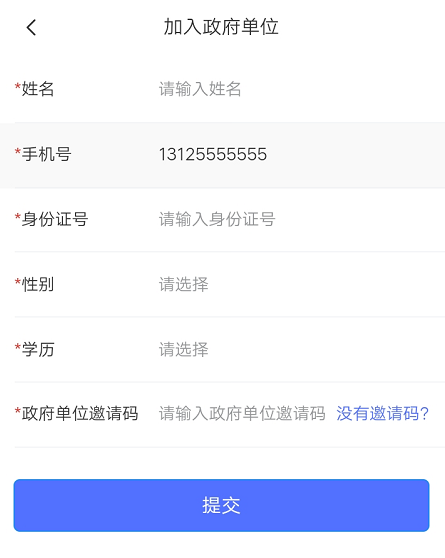 加入政府单位
*姓名 请输入姓名
*手机号 13125555555
*身份证号 请输入身份证号
*性别 请选择
*学历 请选择
*政府单位邀请码 请输入政府单位邀请码 没有邀请码?
提交